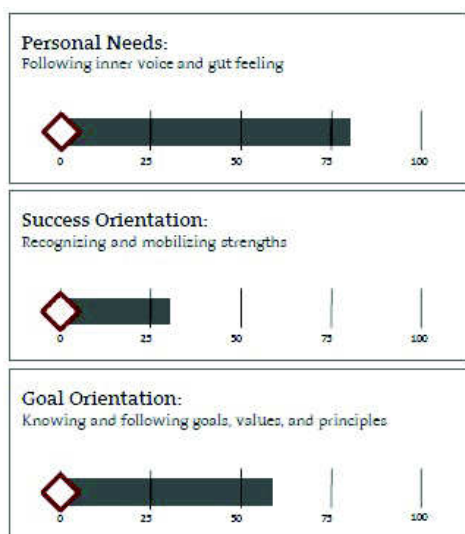 Personal Needs:
Following inner voice and gut feeling
0 25 50 75 100
Success Orientation:
Recognizing and mobilizing strengths
0 25 50 75 100
Goal Orientation:
Knowing and following goals, values, and principles
0 25 50 75 100